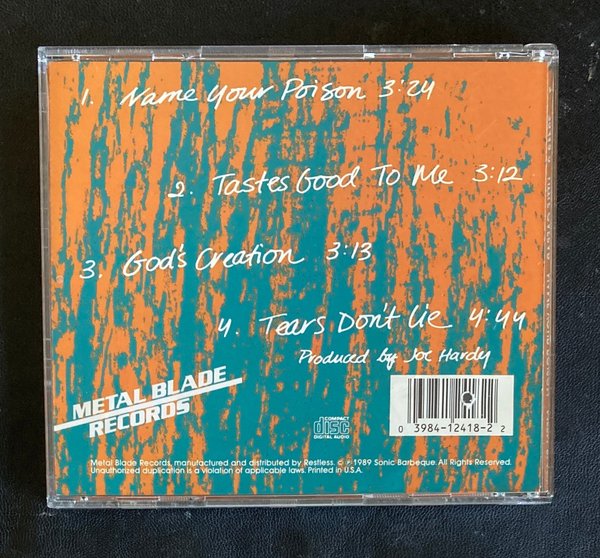 1. Name Your Poison 3:24
2. Tastes Good To Me 3:12
3. God's Creation 3:13
4. Tears Don't Lie 4:44
Produced by Joe Hardy
METAL BLADE
RECORDS
COMPACT
disc
DIGITAL AUDIO
0 3984-12418-2 2
Metal Blade Records, manufactured and distributed by Restless. © ℗ 1989 Sonic Barbeque. All Rights Reserved.
Unauthorized duplication is a violation of applicable laws. Printed in U.S.A.